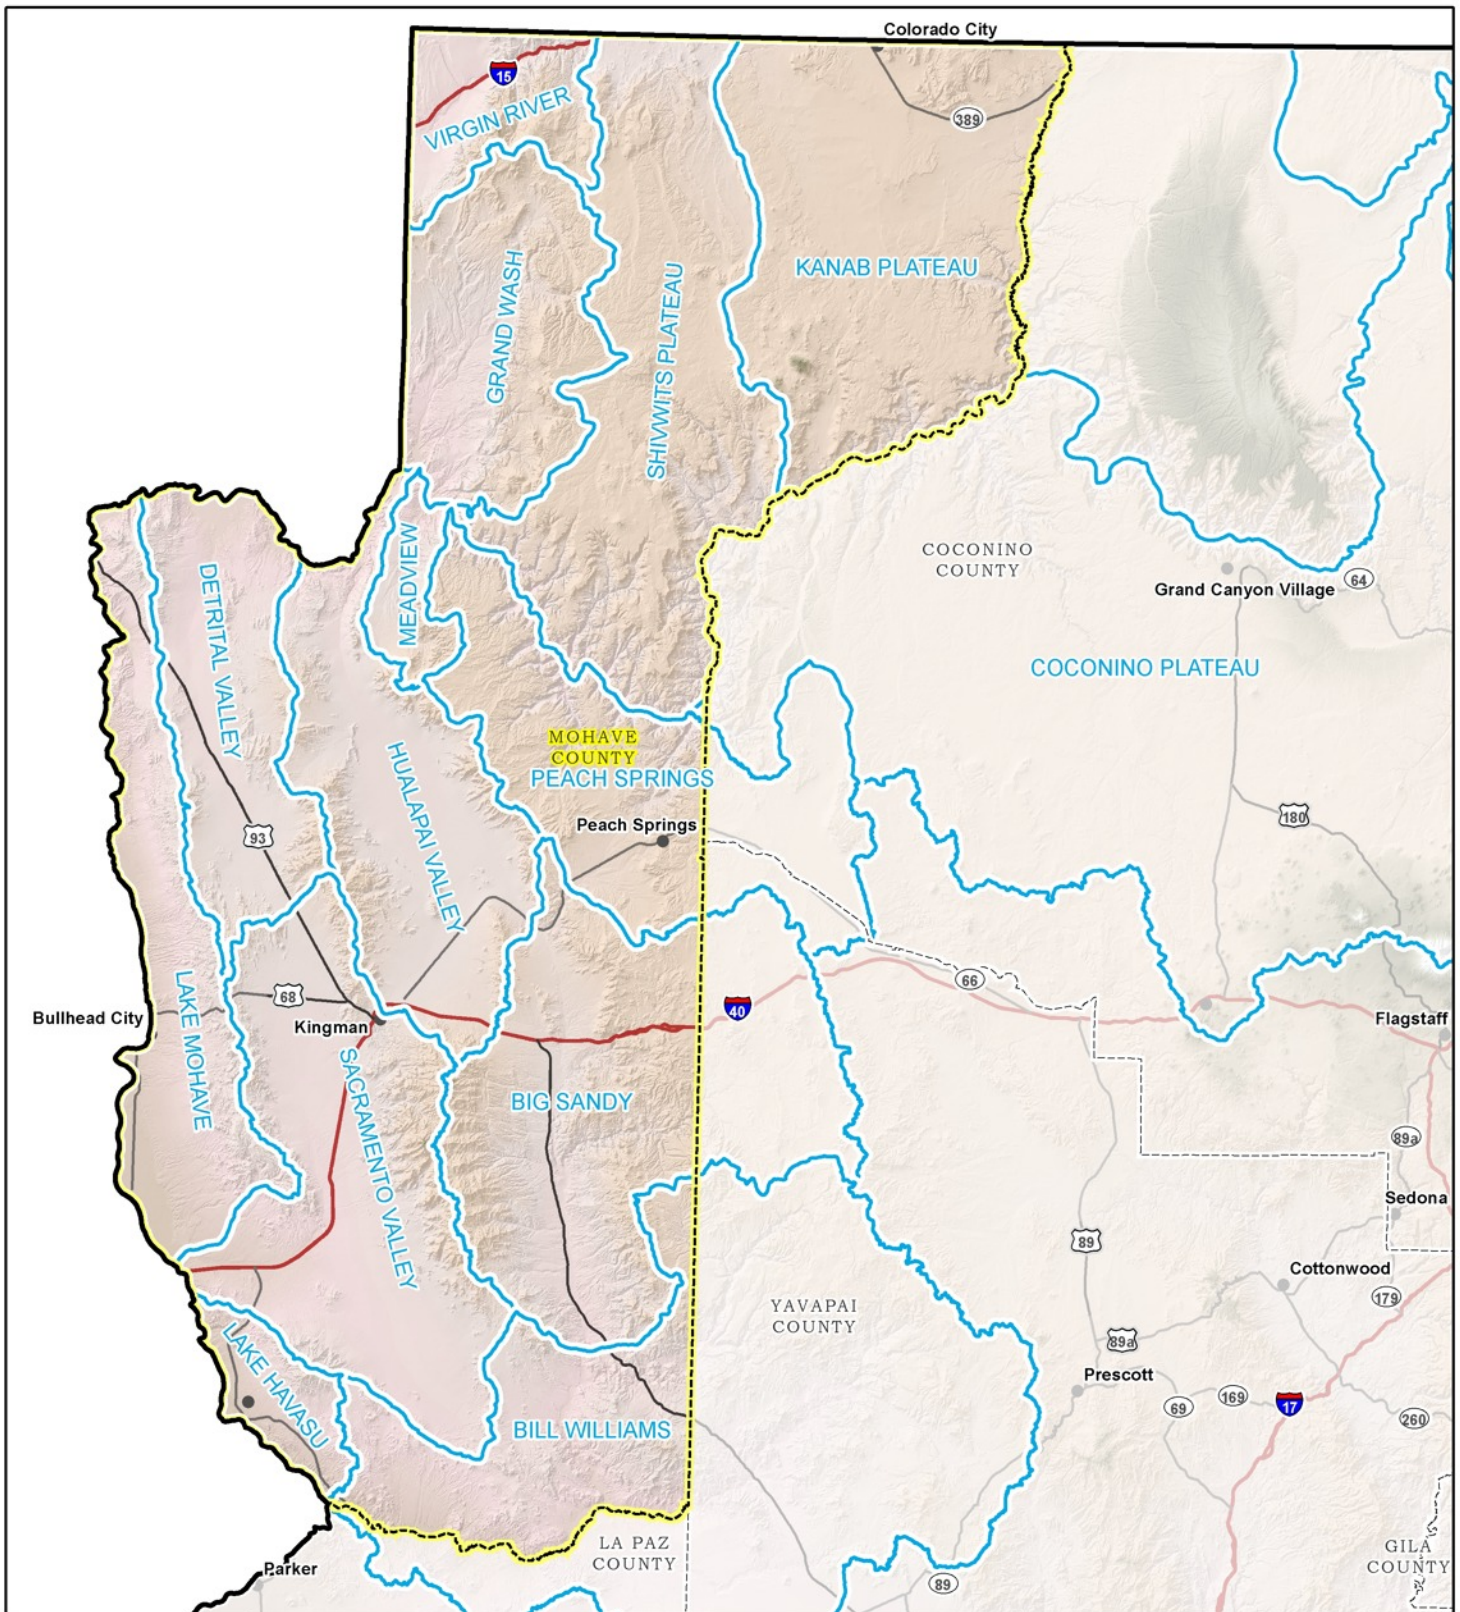 Colorado City
15
VIRGIN RIVER
389
GRAND WASH
SHIVWITS PLATEAU
KANAB PLATEAU
MEADVIEW
DETRITAL VALLEY
COCONINO
COUNTY
Grand Canyon Village
64
COCONINO PLATEAU
MOHAVE
COUNTY
PEACH SPRINGS
HUALAPAI VALLEY
Peach Springs
93
180
LAKE MOHAVE
68
66
40
Bullhead City
Kingman
Flagstaff
SACRAMENTO VALLEY
BIG SANDY
89a
Sedona
89
Cottonwood
179
YAVAPAI
COUNTY
LAKE HAVASU
89a
Prescott
69
169
17
260
BILL WILLIAMS
LA PAZ
COUNTY
GILA
COUNTY
Parker
89